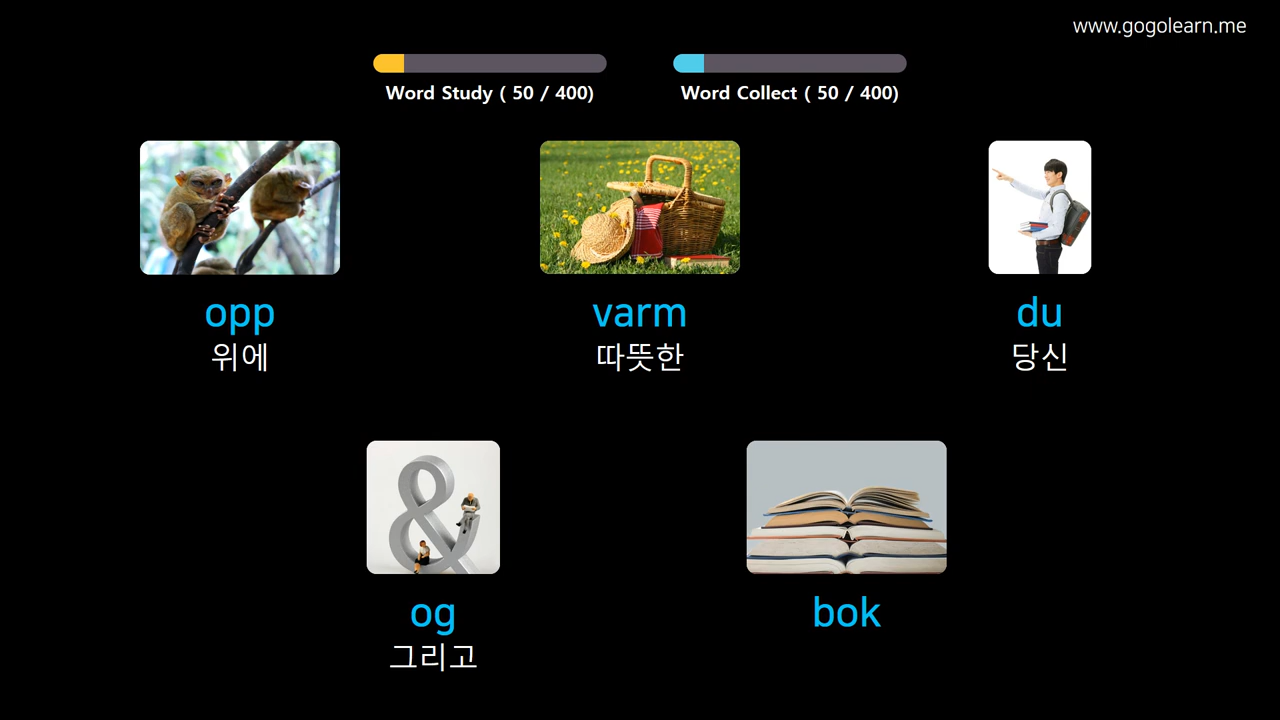 www.gogolearn.me
Word Study ( 50 / 400)
Word Collect ( 50 / 400)
opp
위에
varm
따뜻한
du
당신
og
그리고
bok